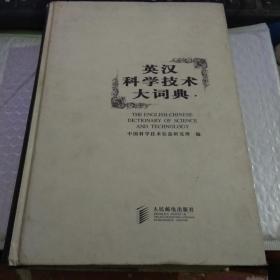 英汉
科学技术
大词典
THE ENGLISH-CHINESE
DICTIONARY OF SCIENCE
AND TECHNOLOGY
中国科学技术信息研究所 编
人民邮电出版社